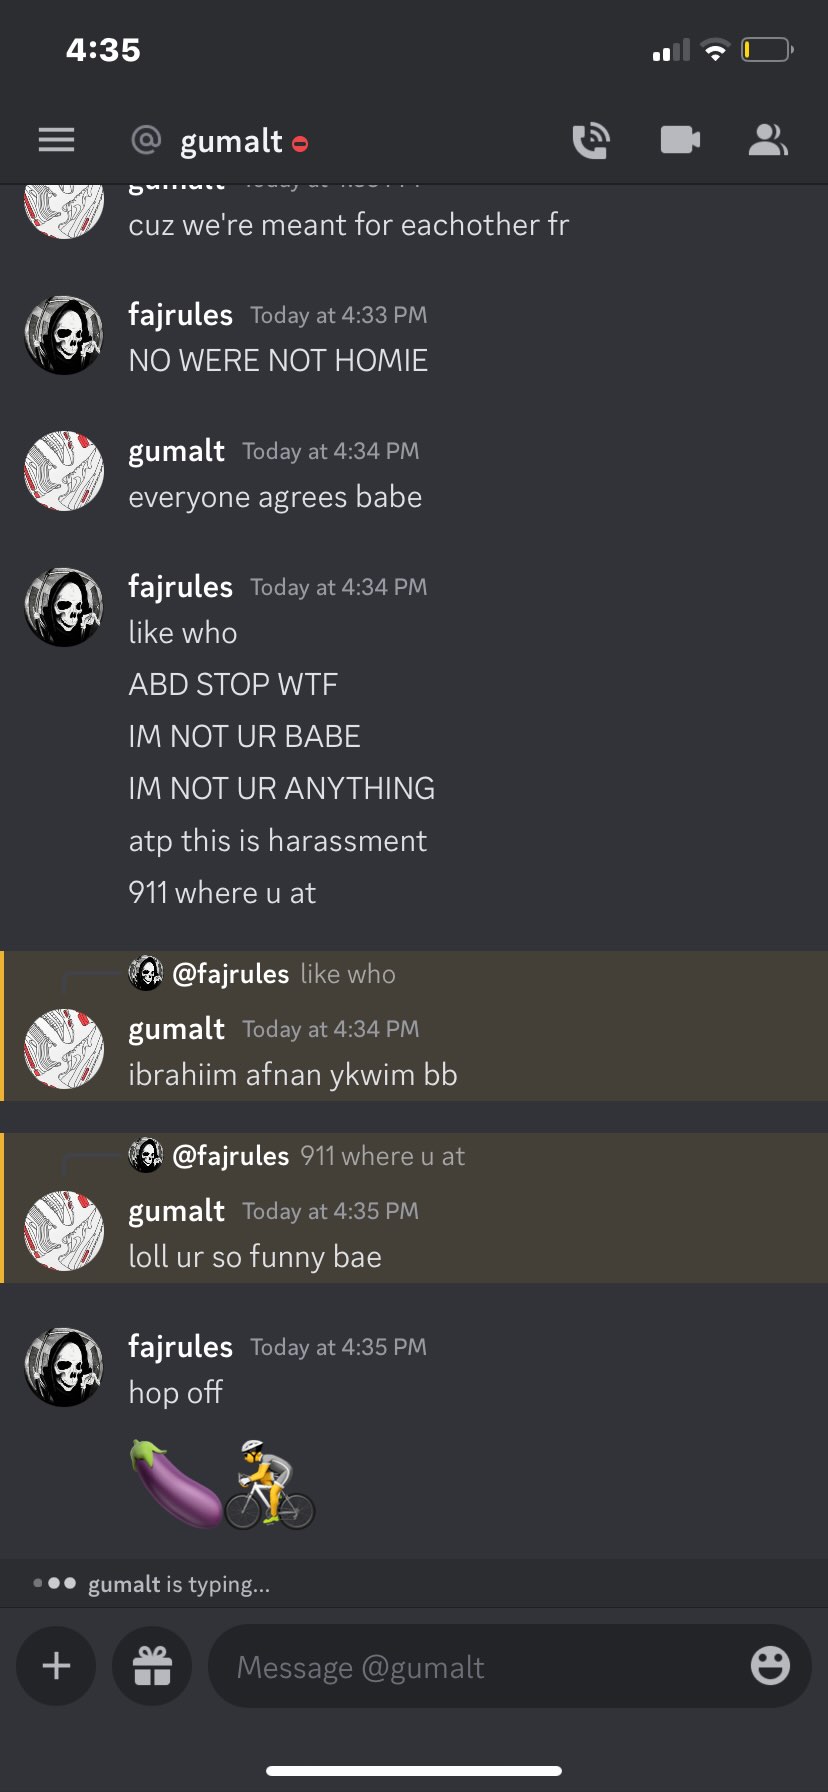 4:35
gumalt
gumalt
cuz we're meant for eachother fr
fajrules Today at 4:33 PM
NO WERE NOT HOMIE
gumalt Today at 4:34 PM
everyone agrees babe
fajrules Today at 4:34 PM
like who
ABD STOP WTF
IM NOT UR BABE
IM NOT UR ANYTHING
atp this is harassment
911 where u at
@fajrules like who
gumalt Today at 4:34 PM
ibrahiim afnan ykwim bb
@fajrules 911 where u at
gumalt Today at 4:35 PM
loll ur so funny bae
fajrules Today at 4:35 PM
hop off
🍆🚴
gumalt is typing...
Message @gumalt